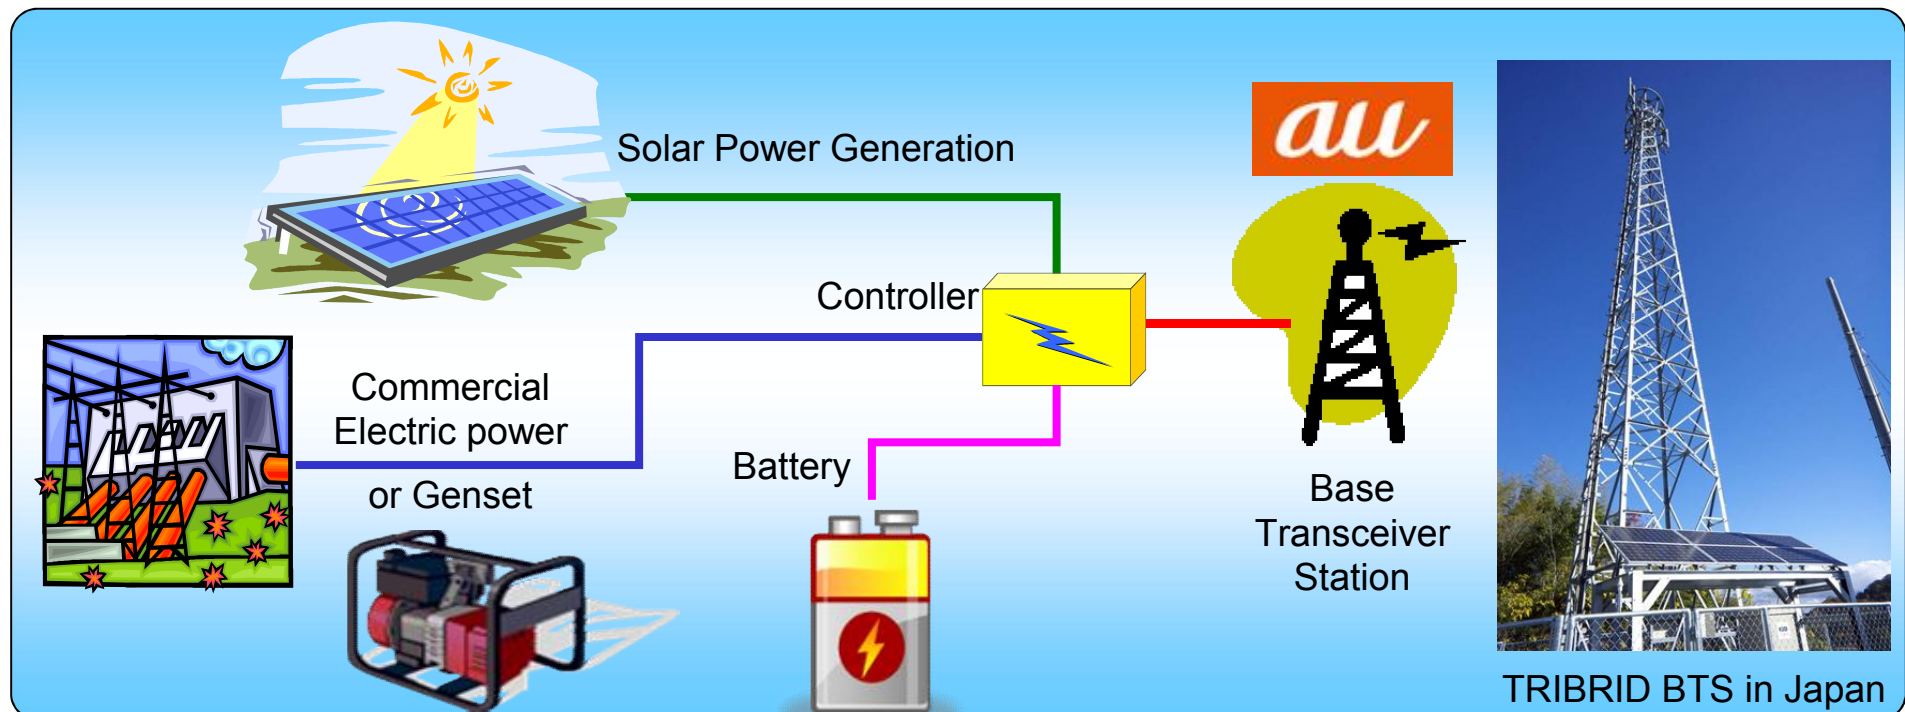 Solar Power Generation
au
Controller
Commercial
Electric power
or Genset
Battery
Base
Transceiver
Station
TRIBRID BTS in Japan